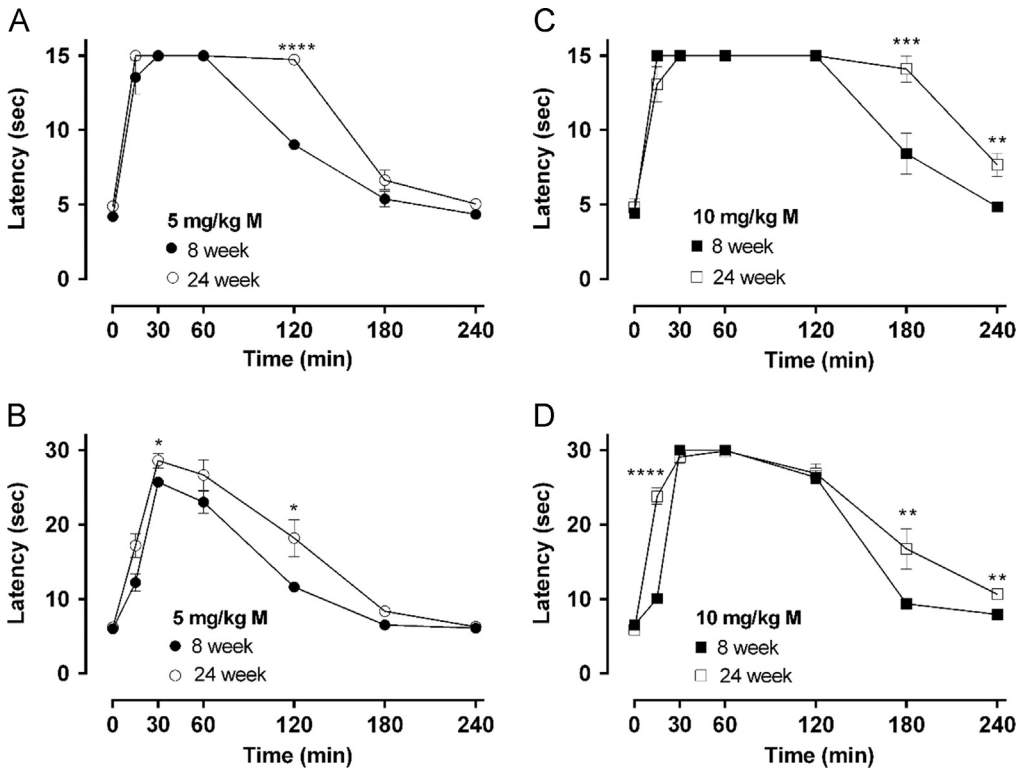 A
Latency (sec)
15
10
5
0
****
5 mg/kg M
8 week
24 week
0 30 60 120 180 240
Time (min)
C
Latency (sec)
15
10
5
0
***
**
10 mg/kg M
8 week
24 week
0 30 60 120 180 240
Time (min)
B
Latency (sec)
30
20
10
0
*
*
5 mg/kg M
8 week
24 week
0 30 60 120 180 240
Time (min)
D
Latency (sec)
30
20
10
0
****
**
**
10 mg/kg M
8 week
24 week
0 30 60 120 180 240
Time (min)